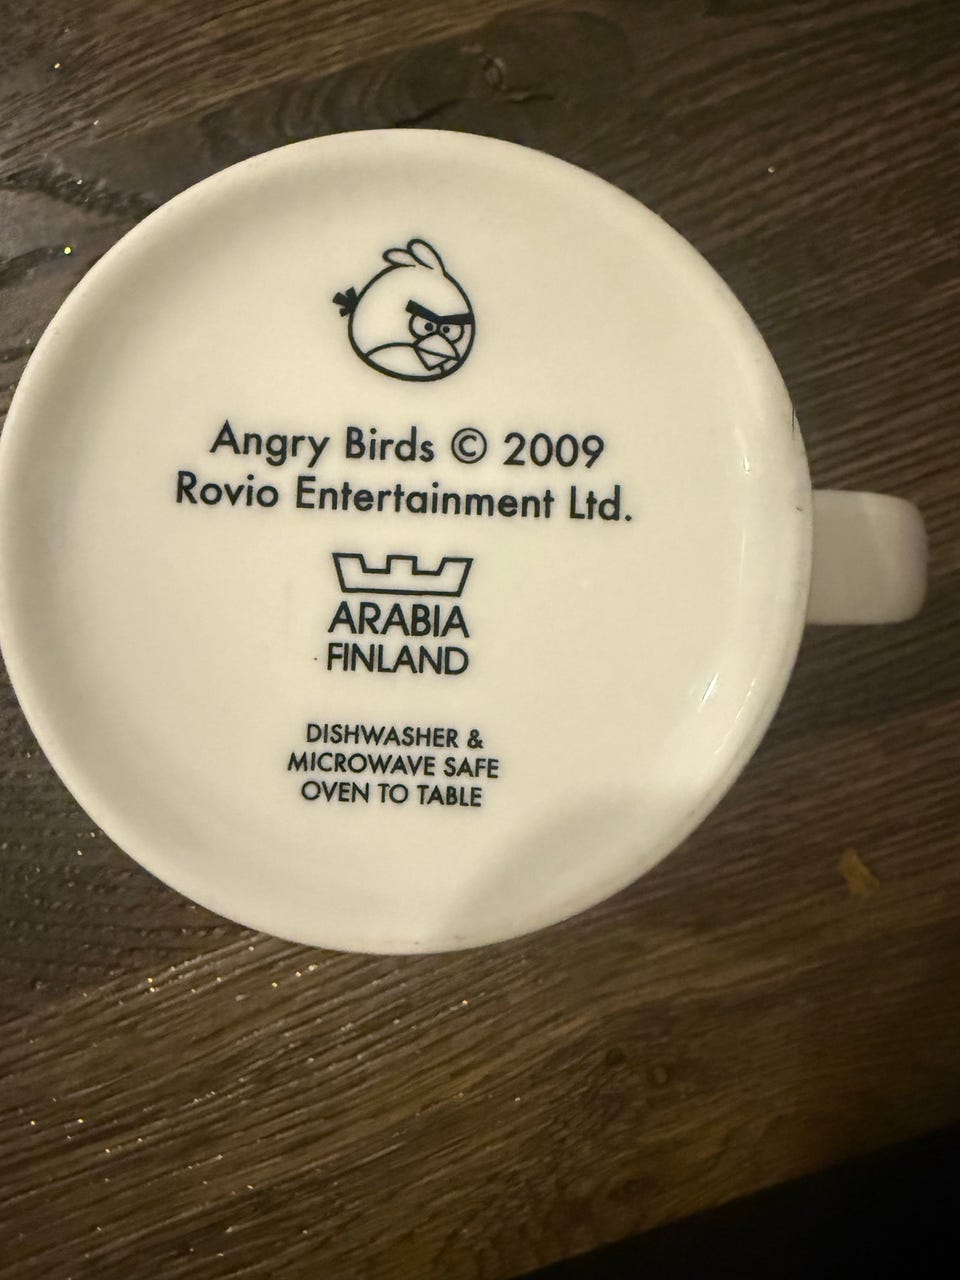 Angry Birds © 2009
Rovio Entertainment Ltd.
ARABIA
FINLAND
DISHWASHER &
MICROWAVE SAFE
OVEN TO TABLE